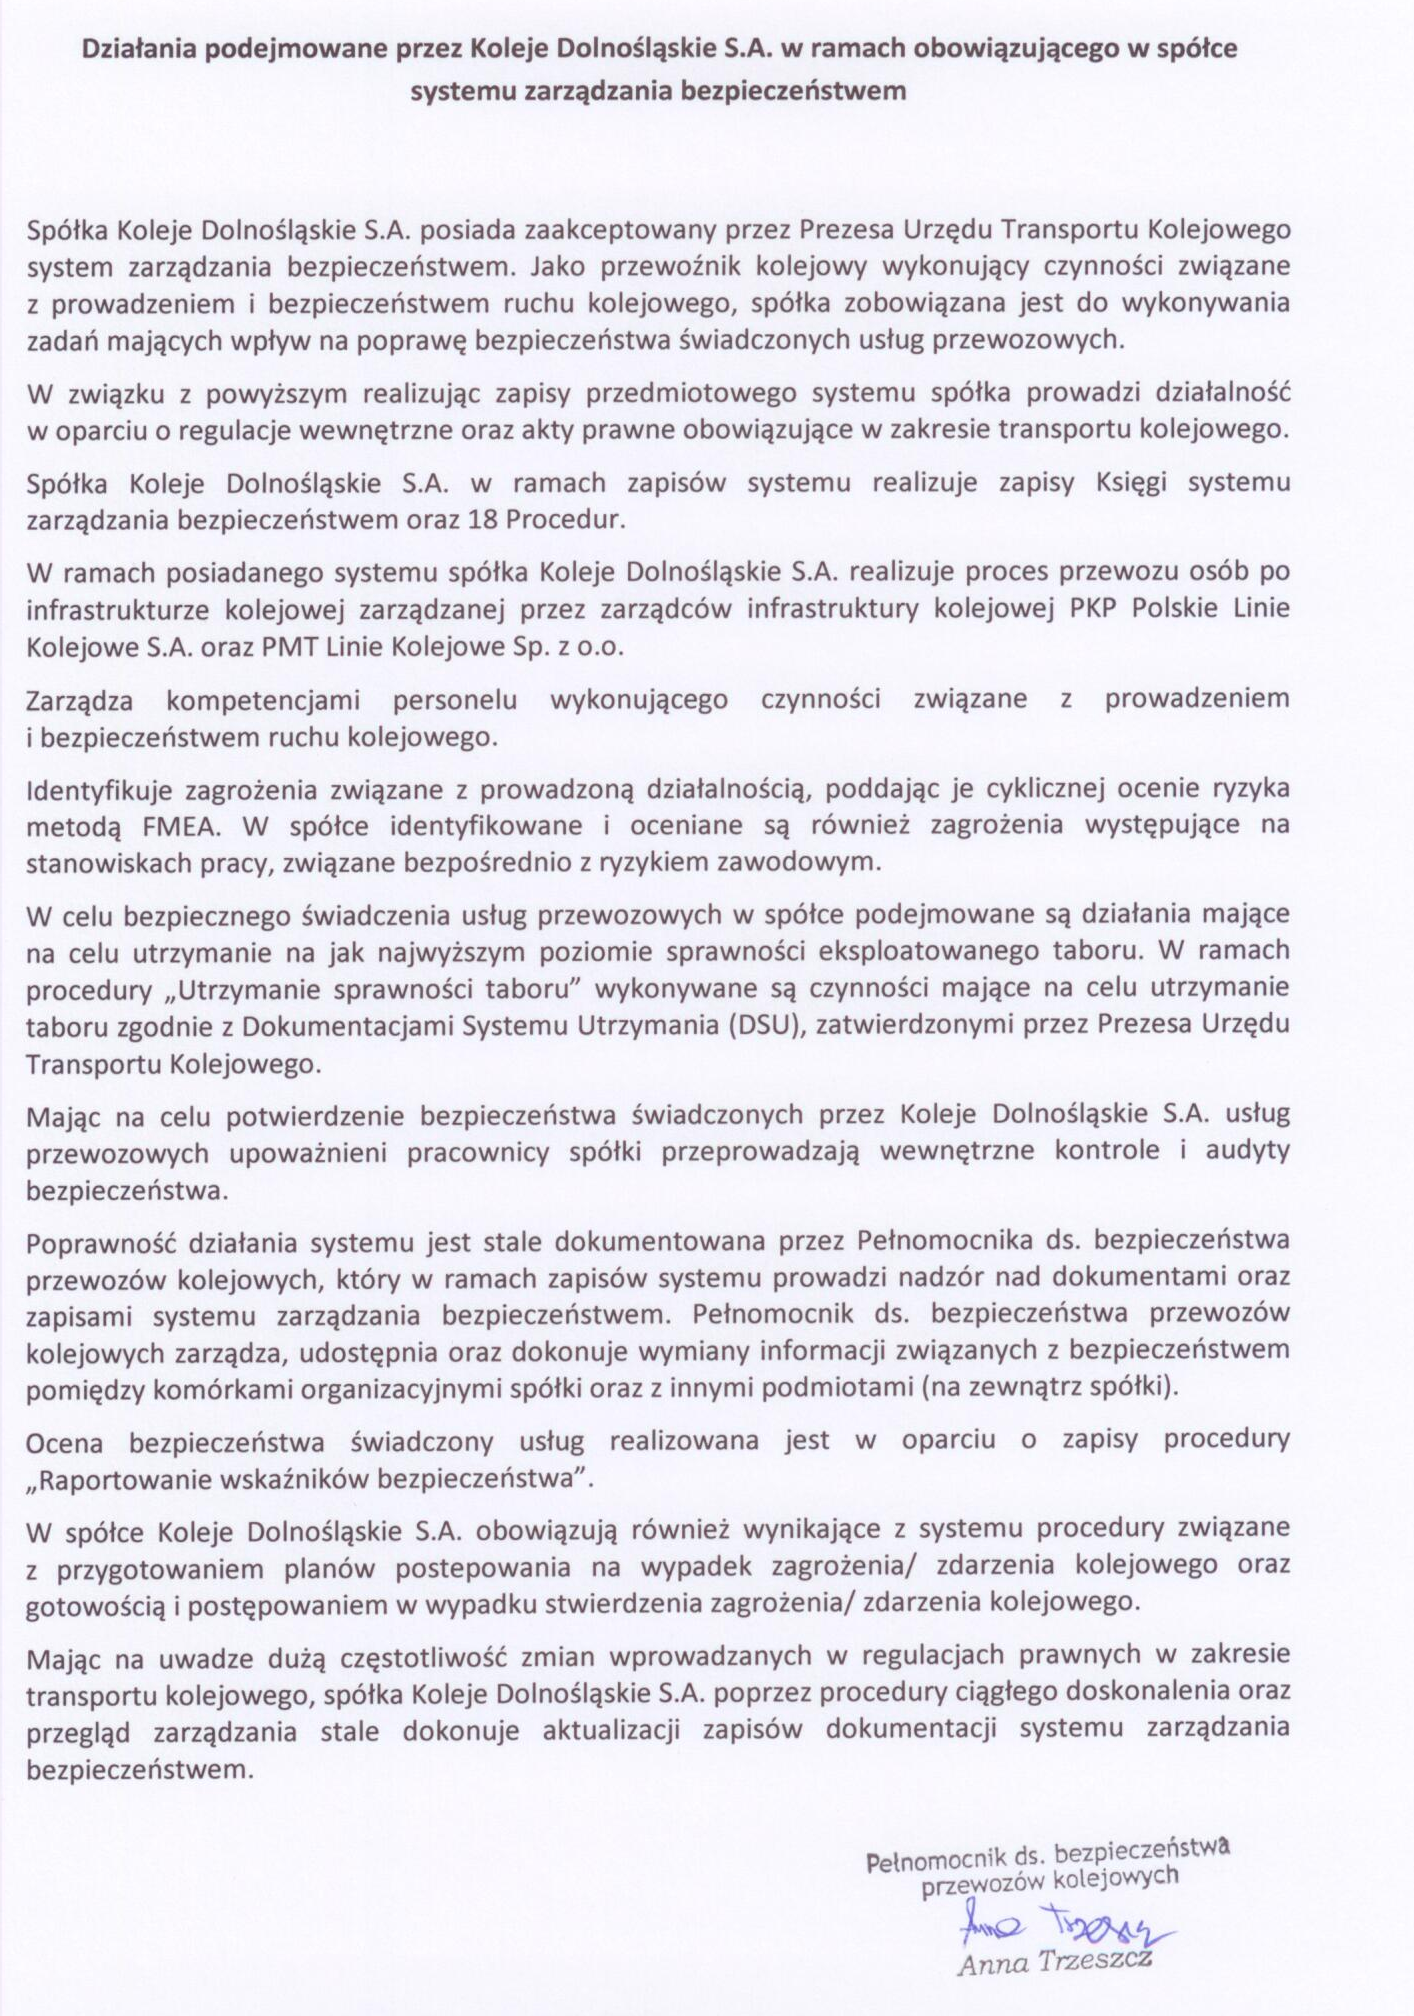 Działania podejmowane przez Koleje Dolnośląskie S.A. w ramach obowiązującego w spółce
systemu zarządzania bezpieczeństwem
Spółka Koleje Dolnośląskie S.A. posiada zaakceptowany przez Prezesa Urzędu Transportu Kolejowego
system zarządzania bezpieczeństwem. Jako przewoźnik kolejowy wykonujący czynności związane
z prowadzeniem i bezpieczeństwem ruchu kolejowego, spółka zobowiązana jest do wykonywania
zadań mających wpływ na poprawę bezpieczeństwa świadczonych usług przewozowych.
W związku z powyższym realizując zapisy przedmiotowego systemu spółka prowadzi działalność
w oparciu o regulacje wewnętrzne oraz akty prawne obowiązujące w zakresie transportu kolejowego.
Spółka Koleje Dolnośląskie S.A. w ramach zapisów systemu realizuje zapisy Księgi systemu
zarządzania bezpieczeństwem oraz 18 Procedur.
W ramach posiadanego systemu spółka Koleje Dolnośląskie S.A. realizuje proces przewozu osób po
infrastrukturze kolejowej zarządzanej przez zarządców infrastruktury kolejowej PKP Polskie Linie
Kolejowe S.A. oraz PMT Linie Kolejowe Sp. z o.o.
Zarządza kompetencjami personelu wykonującego czynności związane z prowadzeniem
i bezpieczeństwem ruchu kolejowego.
Identyfikuje zagrożenia związane z prowadzoną działalnością, poddając je cyklicznej ocenie ryzyka
metodą FMEA. W spółce identyfikowane i oceniane są również zagrożenia występujące na
stanowiskach pracy, związane bezpośrednio z ryzykiem zawodowym.
W celu bezpiecznego świadczenia usług przewozowych w spółce podejmowane są działania mające
na celu utrzymanie na jak najwyższym poziomie sprawności eksploatowanego taboru. W ramach
procedury „Utrzymanie sprawności taboru” wykonywane są czynności mające na celu utrzymanie
taboru zgodnie z Dokumentacjami Systemu Utrzymania (DSU), zatwierdzonymi przez Prezesa Urzędu
Transportu Kolejowego.
Mając na celu potwierdzenie bezpieczeństwa świadczonych przez Koleje Dolnośląskie S.A. usług
przewozowych upoważnieni pracownicy spółki przeprowadzają wewnętrzne kontrole i audyty
bezpieczeństwa.
Poprawność działania systemu jest stale dokumentowana przez Pełnomocnika ds. bezpieczeństwa
przewozów kolejowych, który w ramach zapisów systemu prowadzi nadzór nad dokumentami oraz
zapisami systemu zarządzania bezpieczeństwem. Pełnomocnik ds. bezpieczeństwa przewozów
kolejowych zarządza, udostępnia oraz dokonuje wymiany informacji związanych z bezpieczeństwem
pomiędzy komórkami organizacyjnymi spółki oraz z innymi podmiotami (na zewnątrz spółki).
Ocena bezpieczeństwa świadczony usług realizowana jest w oparciu o zapisy procedury
„Raportowanie wskaźników bezpieczeństwa”.
W spółce Koleje Dolnośląskie S.A. obowiązują również wynikające z systemu procedury związane
z przygotowaniem planów postepowania na wypadek zagrożenia/ zdarzenia kolejowego oraz
gotowością i postępowaniem w wypadku stwierdzenia zagrożenia/ zdarzenia kolejowego.
Mając na uwadze dużą częstotliwość zmian wprowadzanych w regulacjach prawnych w zakresie
transportu kolejowego, spółka Koleje Dolnośląskie S.A. poprzez procedury ciągłego doskonalenia oraz
przegląd zarządzania stale dokonuje aktualizacji zapisów dokumentacji systemu zarządzania
bezpieczeństwem.
Pełnomocnik ds. bezpieczeństwa
przewozów kolejowych
Anna Trzeszcz
Anna Trzeszcz